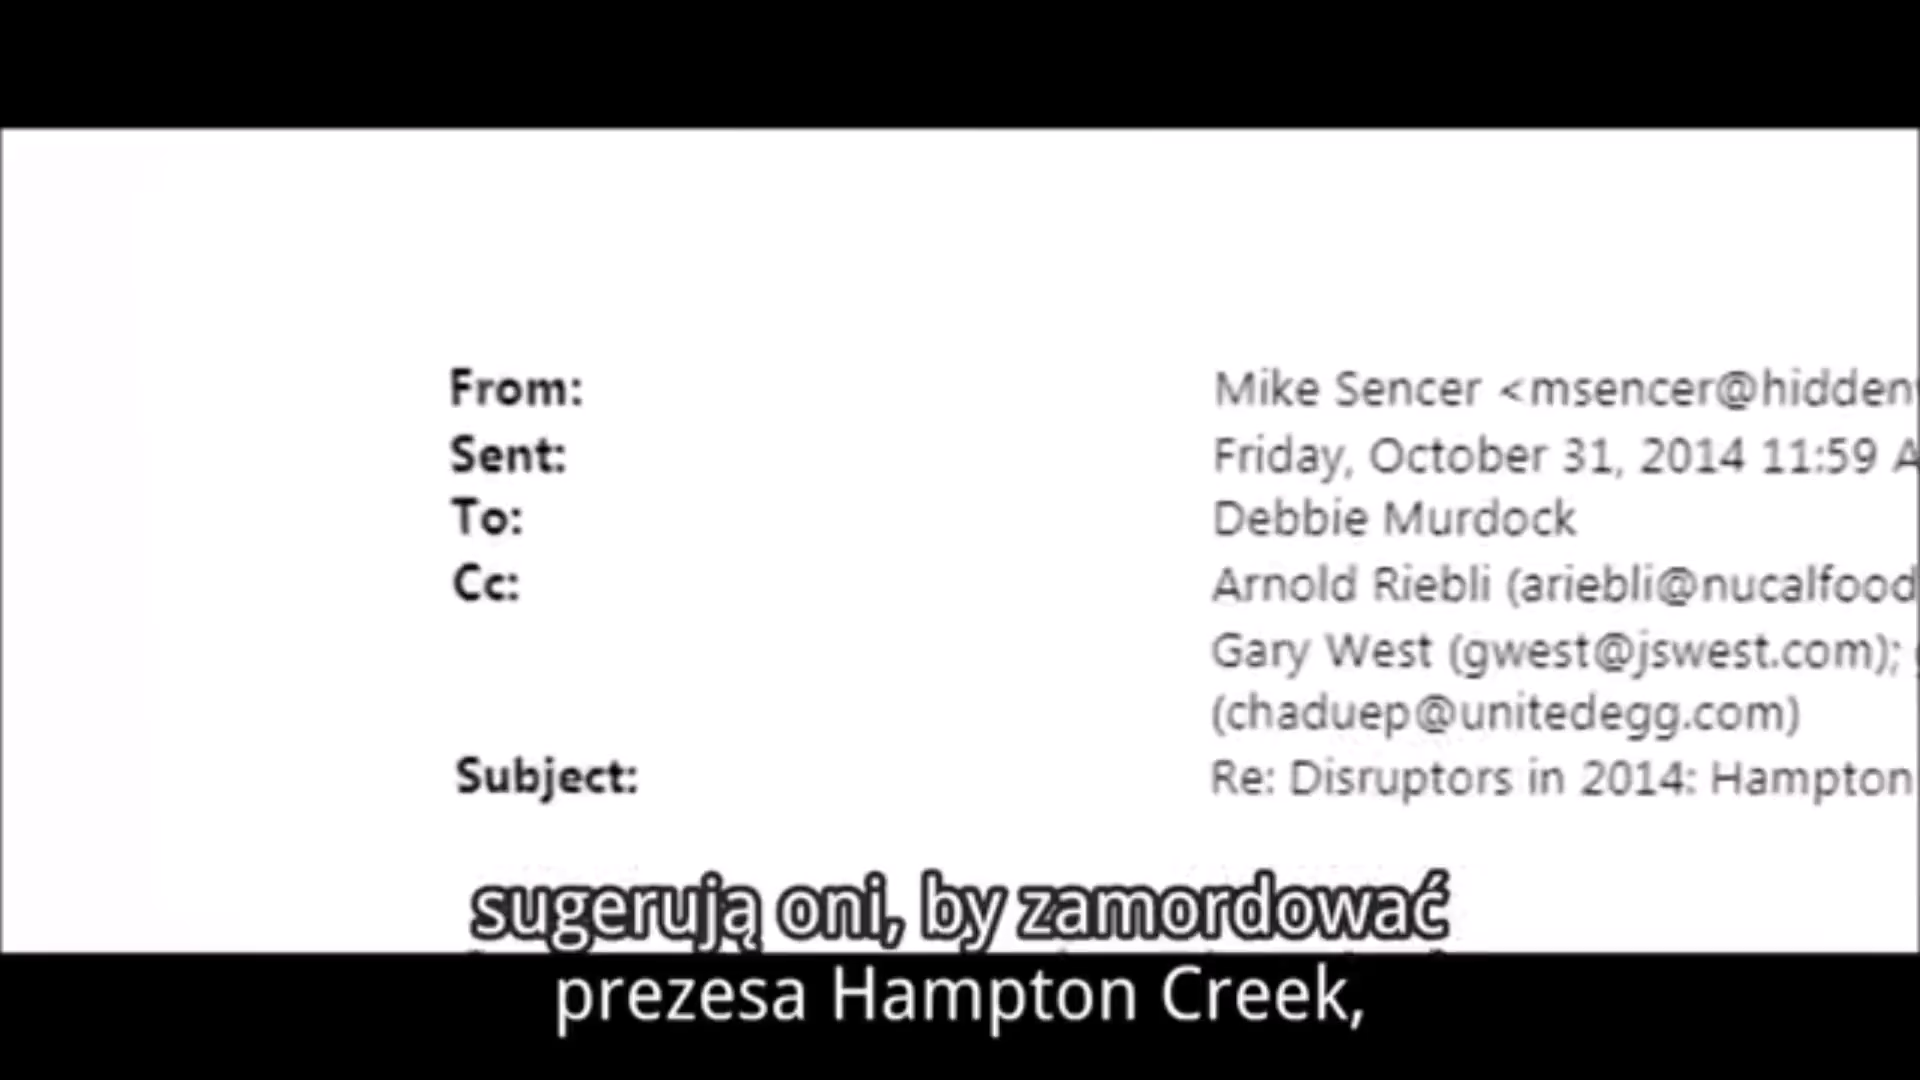 From: Mike Sencer <msencer@hidden
Sent: Friday, October 31, 2014 11:59 A
To: Debbie Murdock
Cc: Arnold Riebli (ariebli@nucalfood
Gary West (gwest@jswest.com);
(chaduep@unitedegg.com)
Subject: Re: Disruptors in 2014: Hampton
sugerują oni, by zamordować
prezesa Hampton Creek,